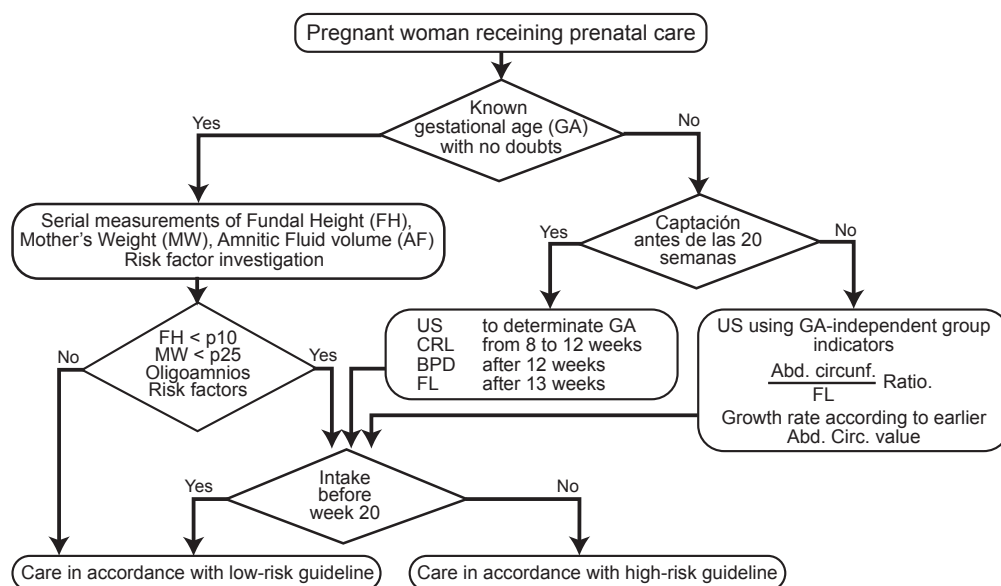 Pregnant woman receining prenatal care
Known
gestational age (GA)
with no doubts
Yes
No
Serial measurements of Fundal Height (FH),
Mother's Weight (MW), Amnitic Fluid volume (AF)
Risk factor investigation
Captación
antes de las 20
semanas
Yes
No
FH < p10
MW < p25
Oligoamnios
Risk factors
No
Yes
US to determinate GA
CRL from 8 to 12 weeks
BPD after 12 weeks
FL after 13 weeks
US using GA-independent group
indicators
Abd. circunf.
FL
Ratio.
Growth rate according to earlier
Abd. Circ. value
Intake
before
week 20
Yes
No
Care in accordance with low-risk guideline
Care in accordance with high-risk guideline